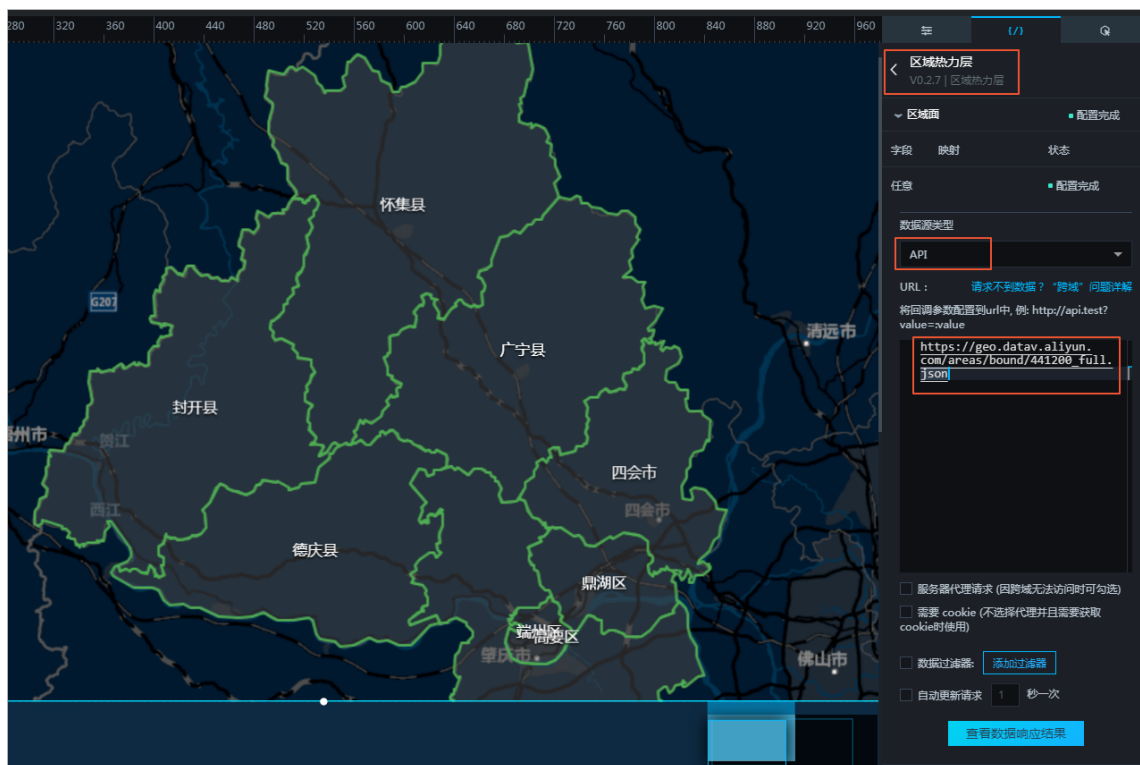 280 320 360 400 440 480 520 560 600 640 680 720 760 800 840 880 920 960
{/}
区域热力层
V0.2.7 | 区域热力层
区域面
配置完成
字段 映射 状态
任意 配置完成
数据源类型
API
URL： 请求不到数据？ “跨域”问题详解
将回调参数配置到url中, 例: http://api.test?
value=:value
https://geo.datav.aliyun.
com/areas/bound/441200_full.
json
服务器代理请求 (因跨域无法访问时可勾选)
需要 cookie (不选择代理并且需要获取
cookie时使用)
数据过滤器: 添加过滤器
自动更新请求 1 秒一次
查看数据响应结果
怀集县
G207
清远市
广宁县
封开县
贺江
四会市
四会市
西江
德庆县
鼎湖区
端州区
高要区
肇庆市
佛山市